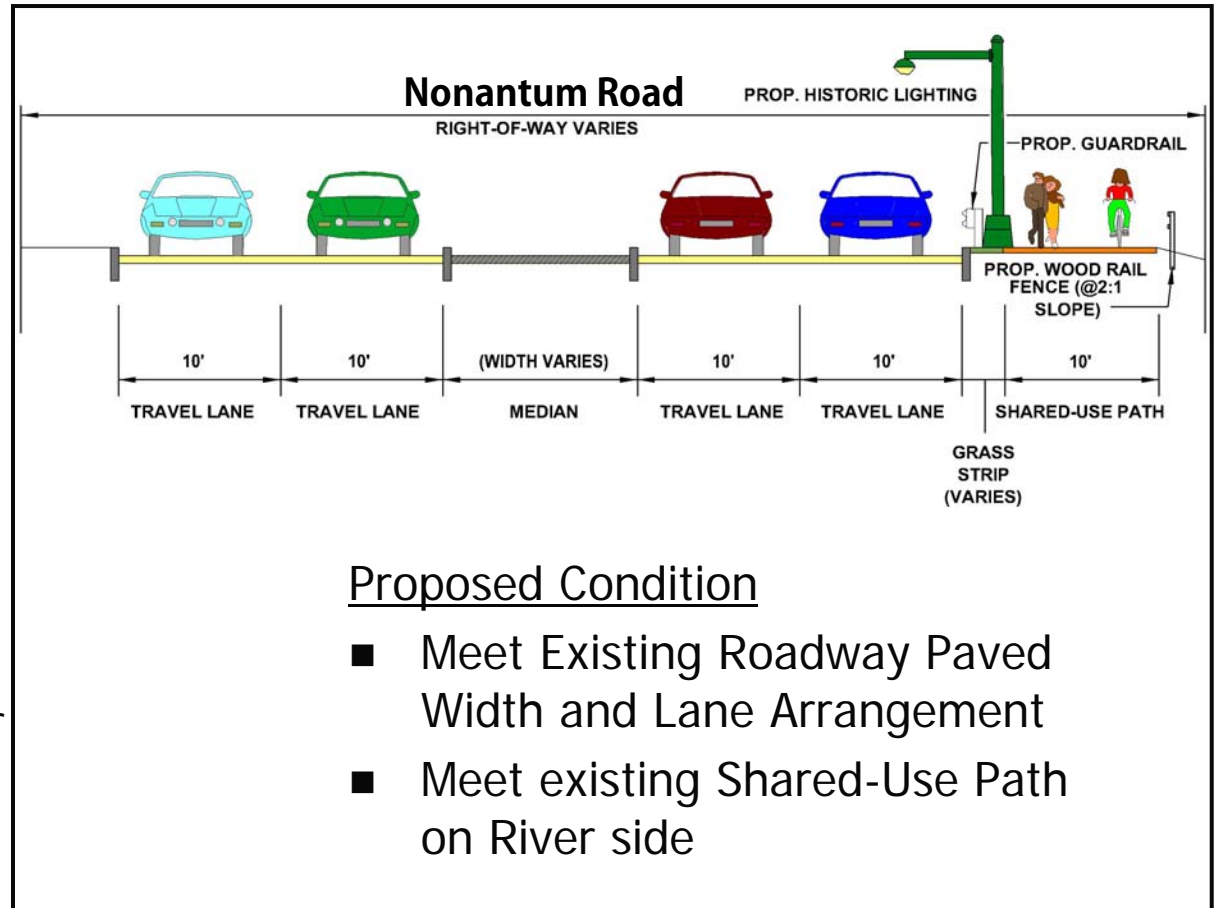 Nonantum Road
RIGHT-OF-WAY VARIES
PROP. HISTORIC LIGHTING
PROP. GUARDRAIL
PROP. WOOD RAIL
FENCE (@2:1
SLOPE)
10' 10' (WIDTH VARIES) 10' 10' 10'
TRAVEL LANE TRAVEL LANE MEDIAN TRAVEL LANE TRAVEL LANE SHARED-USE PATH
GRASS
STRIP
(VARIES)
Proposed Condition
■ Meet Existing Roadway Paved
Width and Lane Arrangement
■ Meet existing Shared-Use Path
on River side